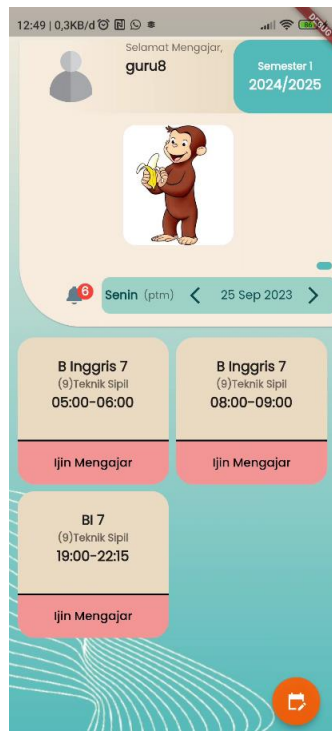 12:49 | 0,3KB/d
DEBUG
Selamat Mengajar,
guru8
Semester 1
2024/2025
6
Senin (ptm)
25 Sep 2023
B Inggris 7
(9)Teknik Sipil
05:00-06:00
Ijin Mengajar
B Inggris 7
(9)Teknik Sipil
08:00-09:00
Ijin Mengajar
BI 7
(9)Teknik Sipil
19:00-22:15
Ijin Mengajar